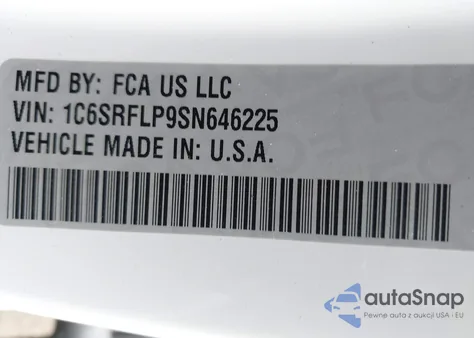 MFD BY: FCA US LLC
VIN: 1C6SRFLP9SN646225
VEHICLE MADE IN: U.S.A.
autaSnap
Pewne auta z aukcji USA i EU